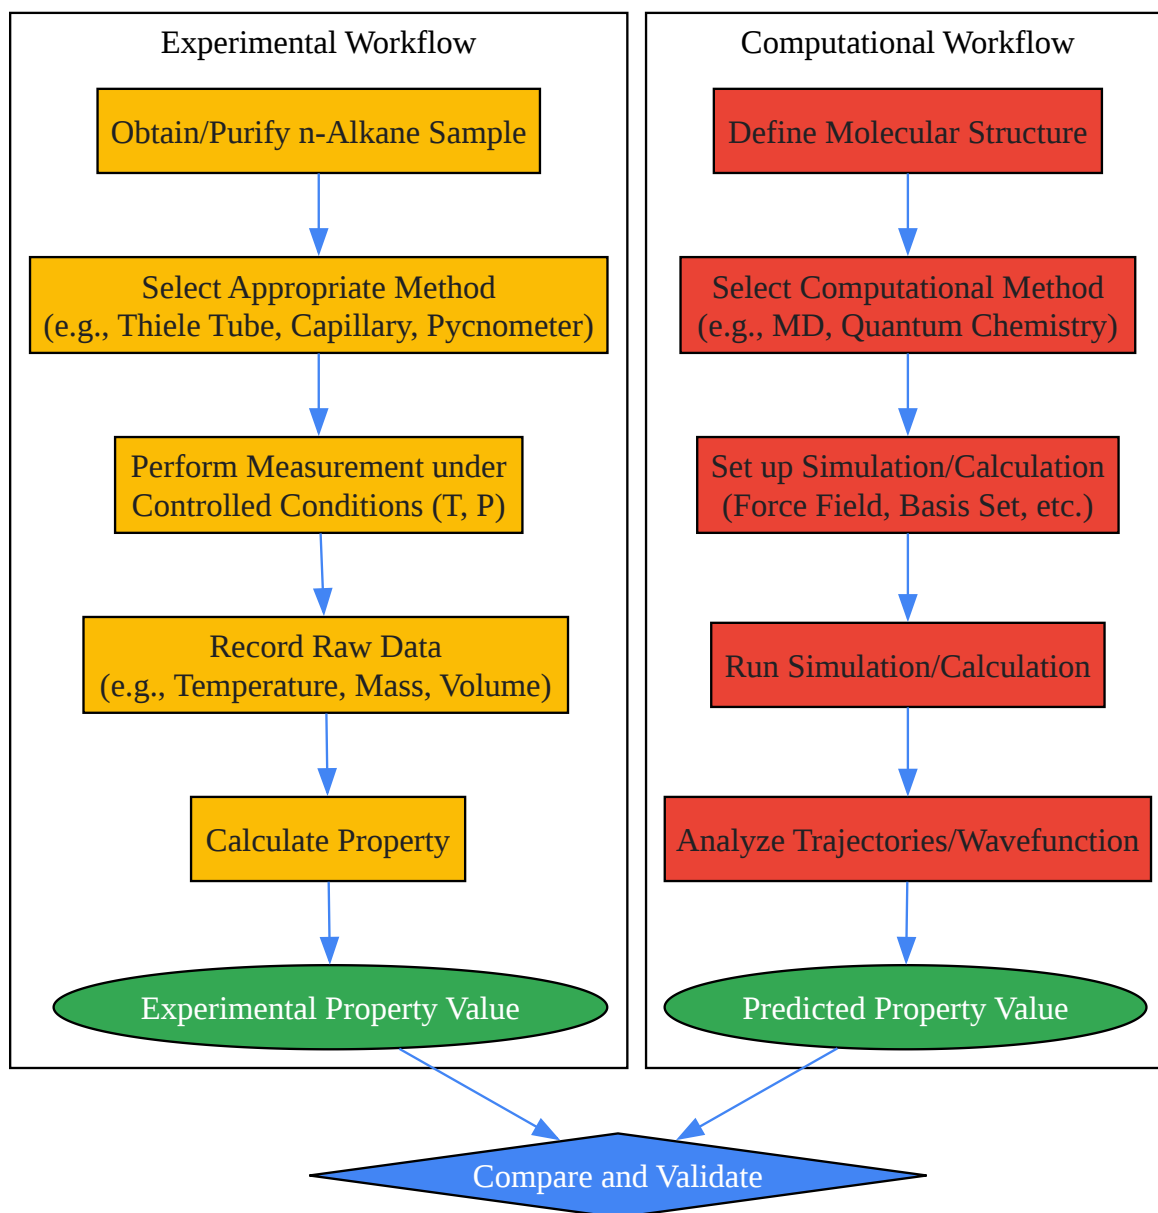 Experimental Workflow
Obtain/Purify n-Alkane Sample
Select Appropriate Method
(e.g., Thiele Tube, Capillary, Pycnometer)
Perform Measurement under
Controlled Conditions (T, P)
Record Raw Data
(e.g., Temperature, Mass, Volume)
Calculate Property
Experimental Property Value
Computational Workflow
Define Molecular Structure
Select Computational Method
(e.g., MD, Quantum Chemistry)
Set up Simulation/Calculation
(Force Field, Basis Set, etc.)
Run Simulation/Calculation
Analyze Trajectories/Wavefunction
Predicted Property Value
Compare and Validate